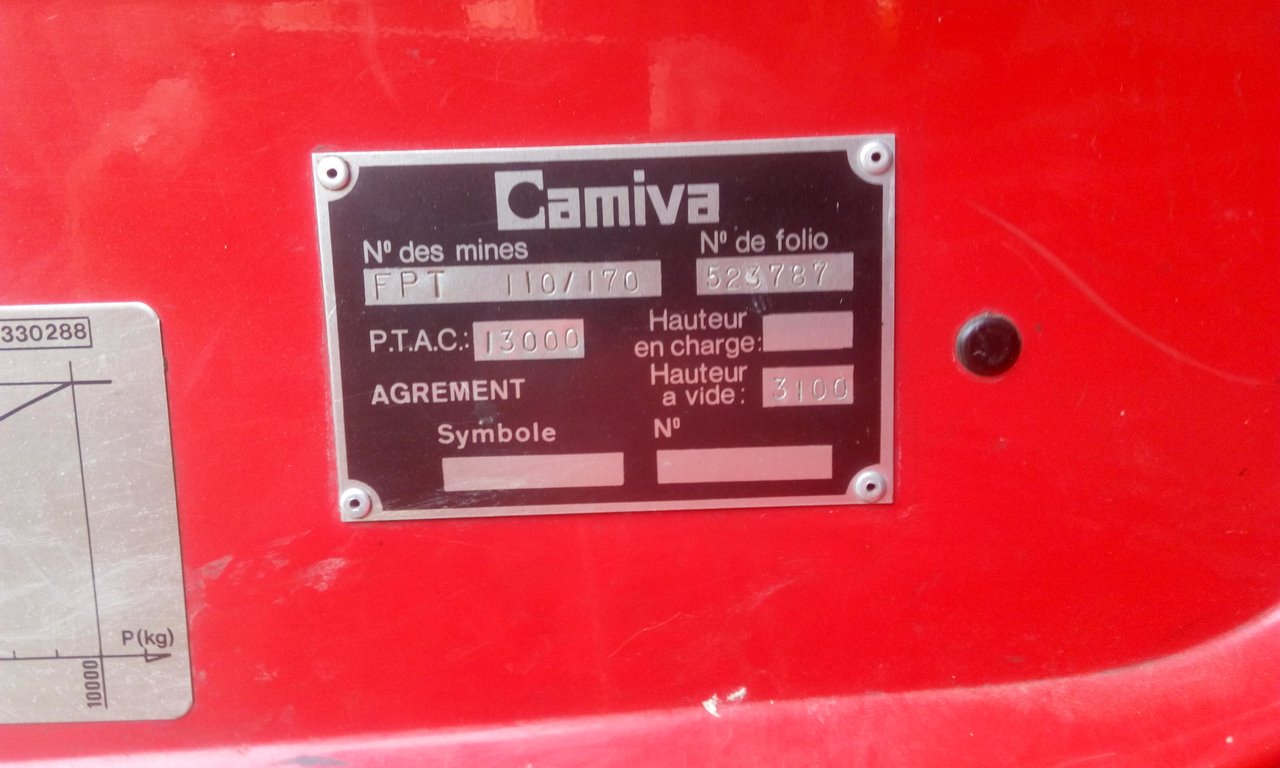 Camiva
Nº des mines
Nº de folio
FPT 110/170
523787
P.T.A.C.: 13000
Hauteur
en charge:
AGREMENT
Hauteur
a vide: 3100
Symbole
Nº
330288
P(kg)
10000